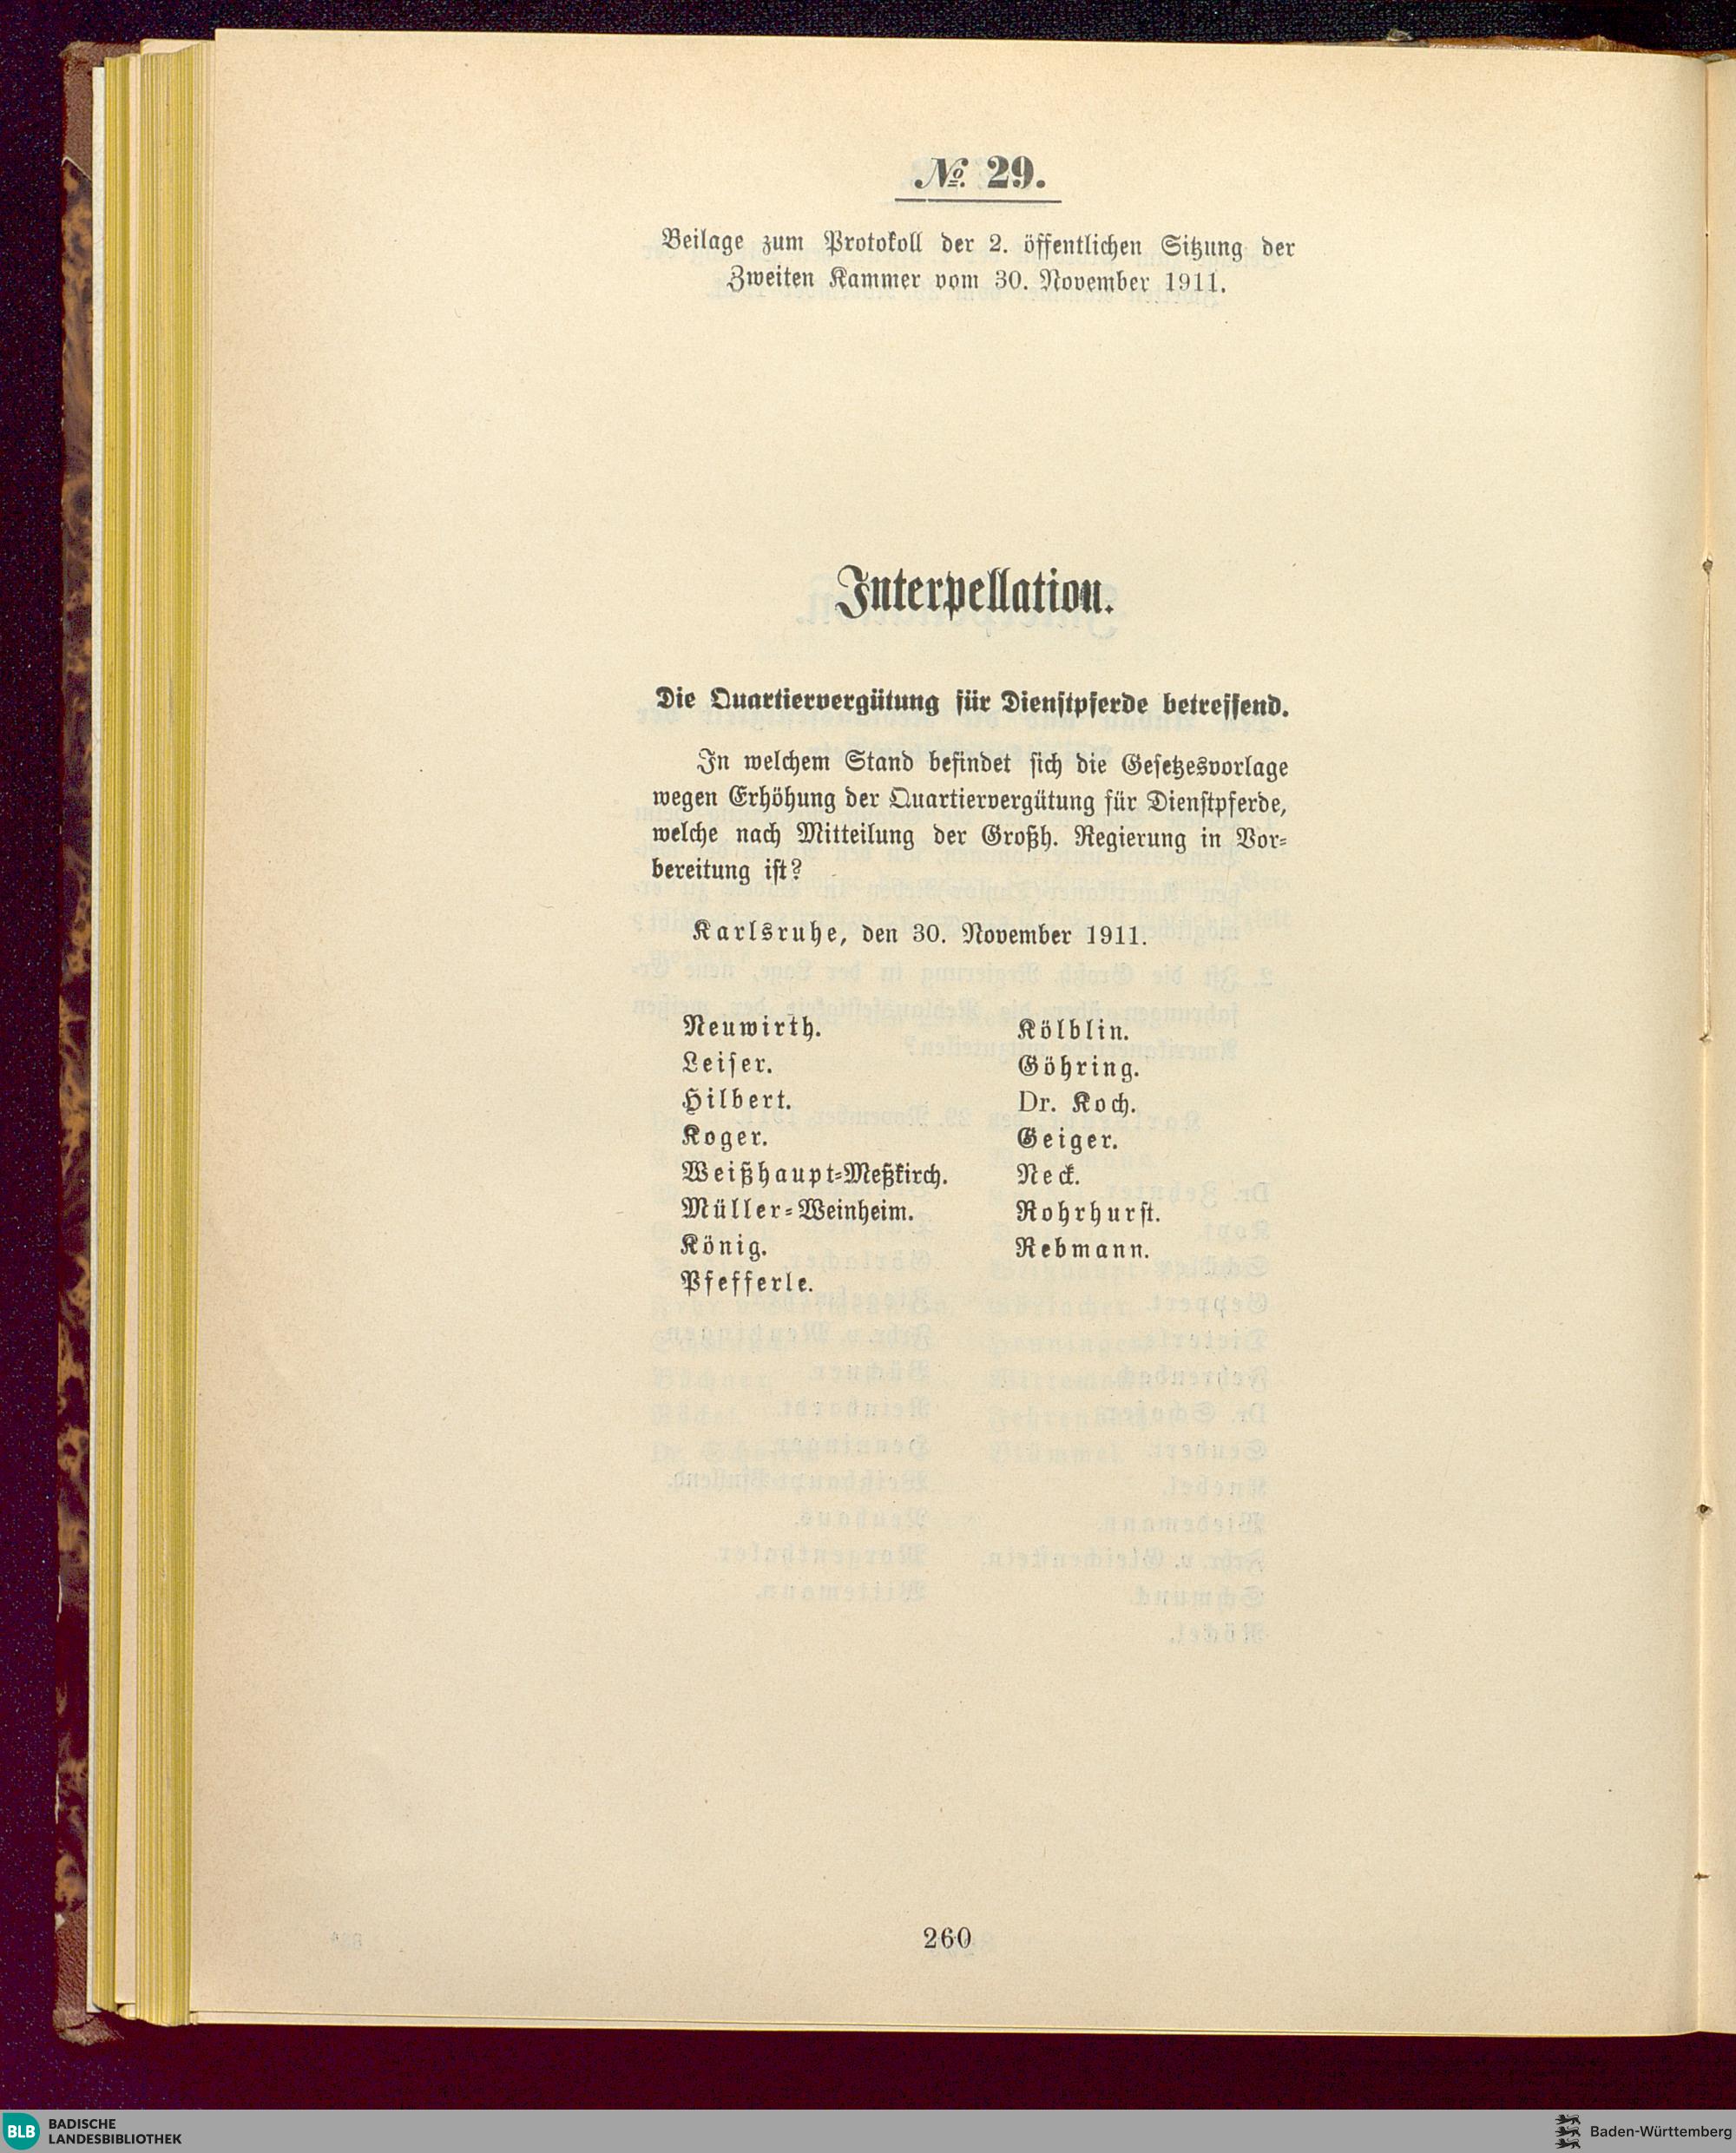 № 29.
Beilage zum Protokoll der 2. öffentlichen Sitzung der
Zweiten Kammer vom 30. November 1911.
Interpellation.
Die Quartiervergütung für Dienstpferde betreffend.
In welchem Stand befindet sich die Gesetzesvorlage
wegen Erhöhung der Quartiervergütung für Dienstpferde,
welche nach Mitteilung der Großh. Regierung in Vor-
bereitung ist?
Karlsruhe, den 30. November 1911.
Neuwirth.
Leiser.
Hilbert.
Koger.
Weißhaupt-Meßkirch.
Müller-Weinheim.
König.
Pfefferle.
Kölblin.
Göhring.
Dr. Koch.
Geiger.
Neck.
Rohrhurst.
Rebmann.
260
BLB BADISCHE
LANDESBIBLIOTHEK
Baden-Württemberg